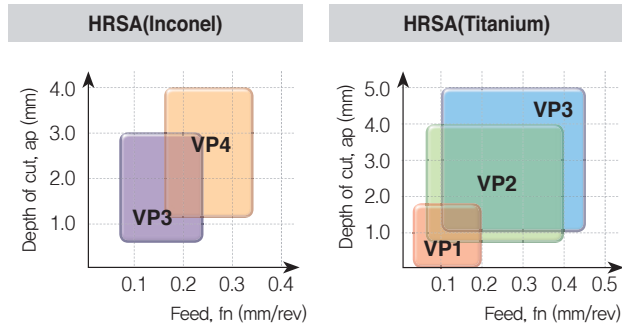 HRSA(Inconel)
Depth of cut, ap (mm)
4.0
3.0
2.0
1.0
VP4
VP3
0.1 0.2 0.3 0.4
Feed, fn (mm/rev)
HRSA(Titanium)
Depth of cut, ap (mm)
5.0
4.0
3.0
2.0
1.0
VP3
VP2
VP1
0.1 0.2 0.3 0.4 0.5
Feed, fn (mm/rev)